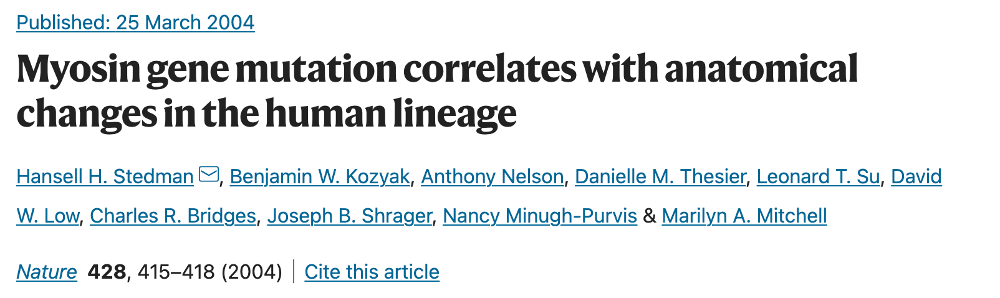 Published: 25 March 2004
Myosin gene mutation correlates with anatomical
changes in the human lineage
Hansell H. Stedman, Benjamin W. Kozyak, Anthony Nelson, Danielle M. Thesier, Leonard T. Su, David
W. Low, Charles R. Bridges, Joseph B. Shrager, Nancy Minugh-Purvis & Marilyn A. Mitchell
Nature 428, 415–418 (2004) | Cite this article